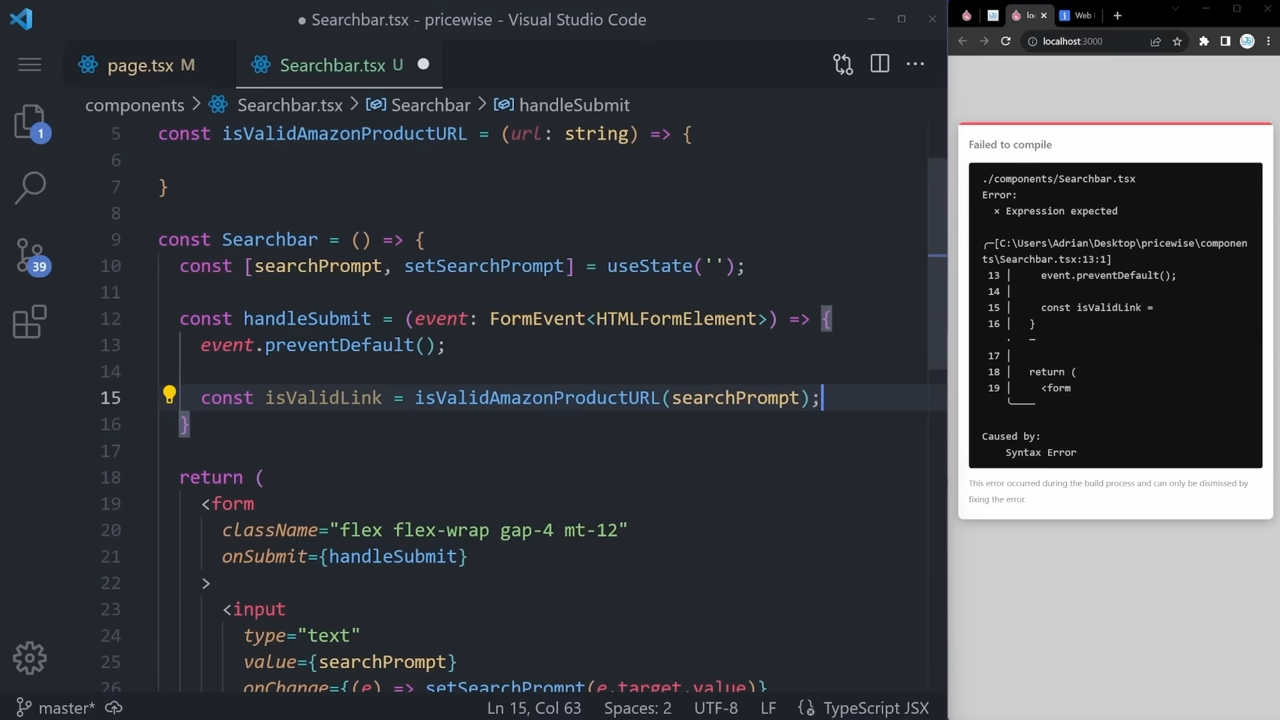 ● Searchbar.tsx - pricewise - Visual Studio Code
page.tsx M
Searchbar.tsx U
components > Searchbar.tsx > Searchbar > handleSubmit
5 const isValidAmazonProductURL = (url: string) => {
6
7 }
8
9 const Searchbar = () => {
10 const [searchPrompt, setSearchPrompt] = useState('');
11
12 const handleSubmit = (event: FormEvent<HTMLFormElement>) => {
13 event.preventDefault();
14
15 const isValidLink = isValidAmazonProductURL(searchPrompt);
16 }
17
18 return (
19 <form
20 className="flex flex-wrap gap-4 mt-12"
21 onSubmit={handleSubmit}
22 >
23 <input
24 type="text"
25 value={searchPrompt}
26 onChange={(e) => setSearchPrompt(e.target.value)}
1
39
master*
Ln 15, Col 63
Spaces: 2
UTF-8
LF
TypeScript JSX
lo
Web
localhost:3000
Failed to compile
./components/Searchbar.tsx
Error:
× Expression expected
╭─[C:\Users\Adrian\Desktop\pricewise\componen
ts\Searchbar.tsx:13:1]
13 │ event.preventDefault();
14 │
15 │ const isValidLink =
16 │ }
· ─
17 │
18 │ return (
19 │ <form
╰────
Caused by:
Syntax Error
This error occurred during the build process and can only be dismissed by
fixing the error.